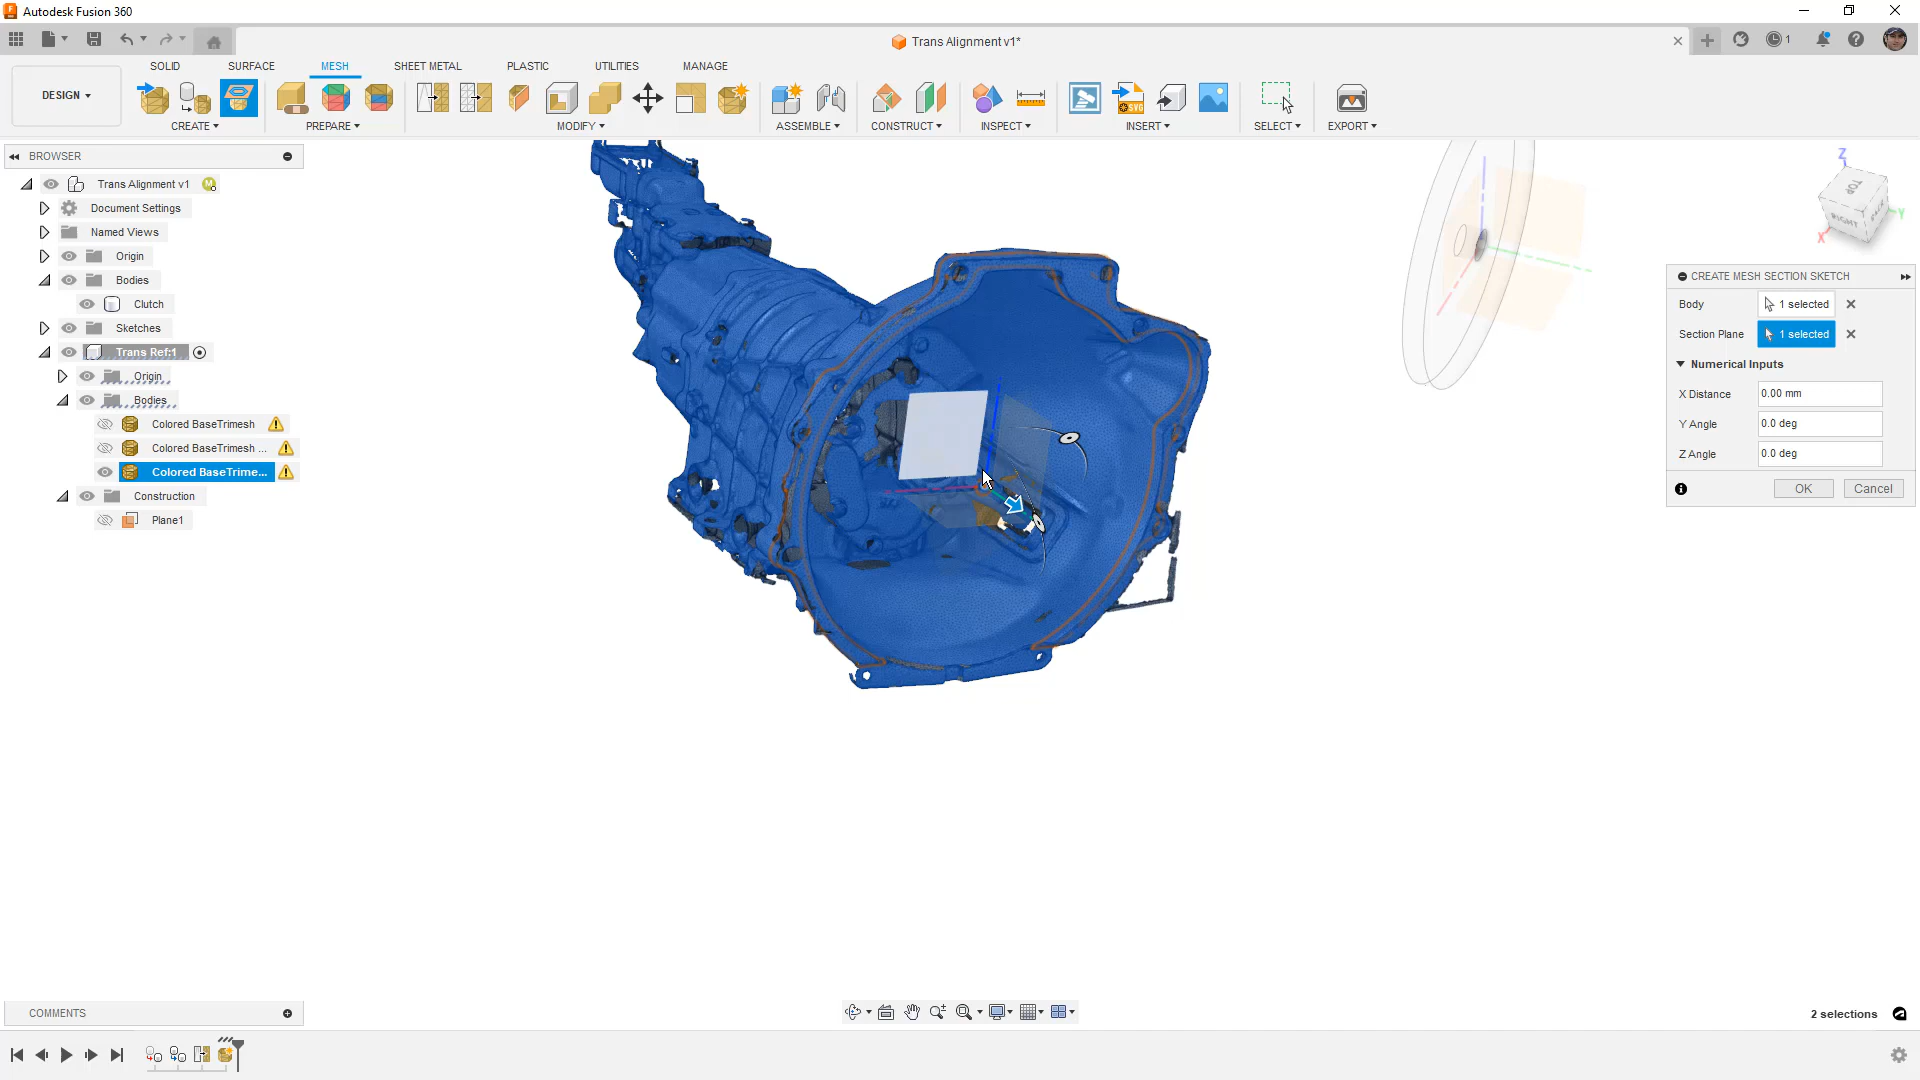 Autodesk Fusion 360
Trans Alignment v1*
1
DESIGN
SOLID
SURFACE
MESH
SHEET METAL
PLASTIC
UTILITIES
MANAGE
CREATE
PREPARE
MODIFY
ASSEMBLE
CONSTRUCT
INSPECT
INSERT
SELECT
EXPORT
BROWSER
Trans Alignment v1
Document Settings
Named Views
Origin
Bodies
Clutch
Sketches
Trans Ref:1
Origin
Bodies
Colored BaseTrimesh
Colored BaseTrimesh ...
Colored BaseTrime...
Construction
Plane1
Z
TOP
RIGHT
BACK
Y
X
CREATE MESH SECTION SKETCH
Body
1 selected
Section Plane
1 selected
Numerical Inputs
X Distance
0.00 mm
Y Angle
0.0 deg
Z Angle
0.0 deg
OK
Cancel
COMMENTS
2 selections